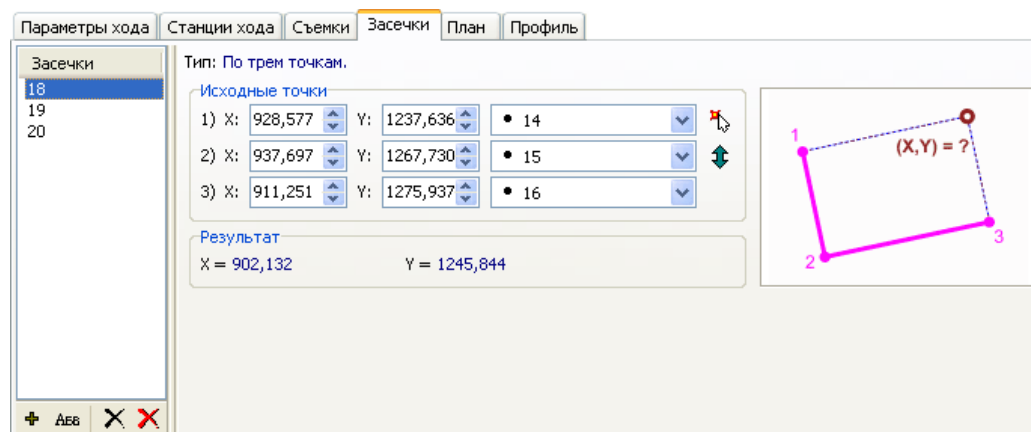 Параметры хода Станции хода Съемки Засечки План Профиль
Засечки
18
19
20
Тип: По трем точкам.
Исходные точки
1) X: 928,577 Y: 1237,636 • 14
2) X: 937,697 Y: 1267,730 • 15
3) X: 911,251 Y: 1275,937 • 16
Результат
X = 902,132 Y = 1245,844
1
(X,Y) = ?
2
3
АБВ